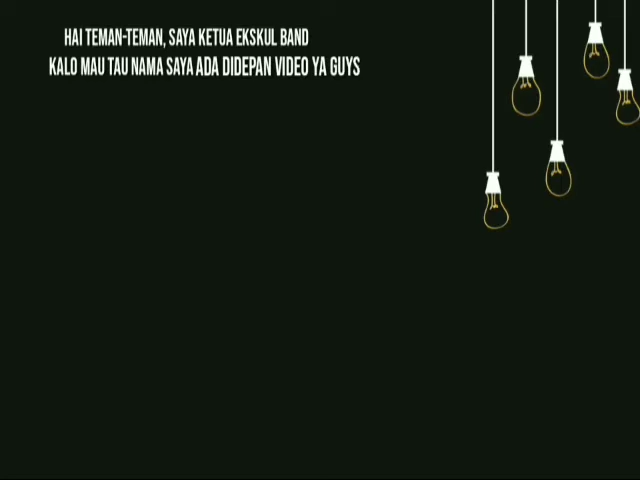 HAI TEMAN-TEMAN, SAYA KETUA EKSKUL BAND
KALO MAU TAU NAMA SAYA ADA DIDEPAN VIDEO YA GUYS